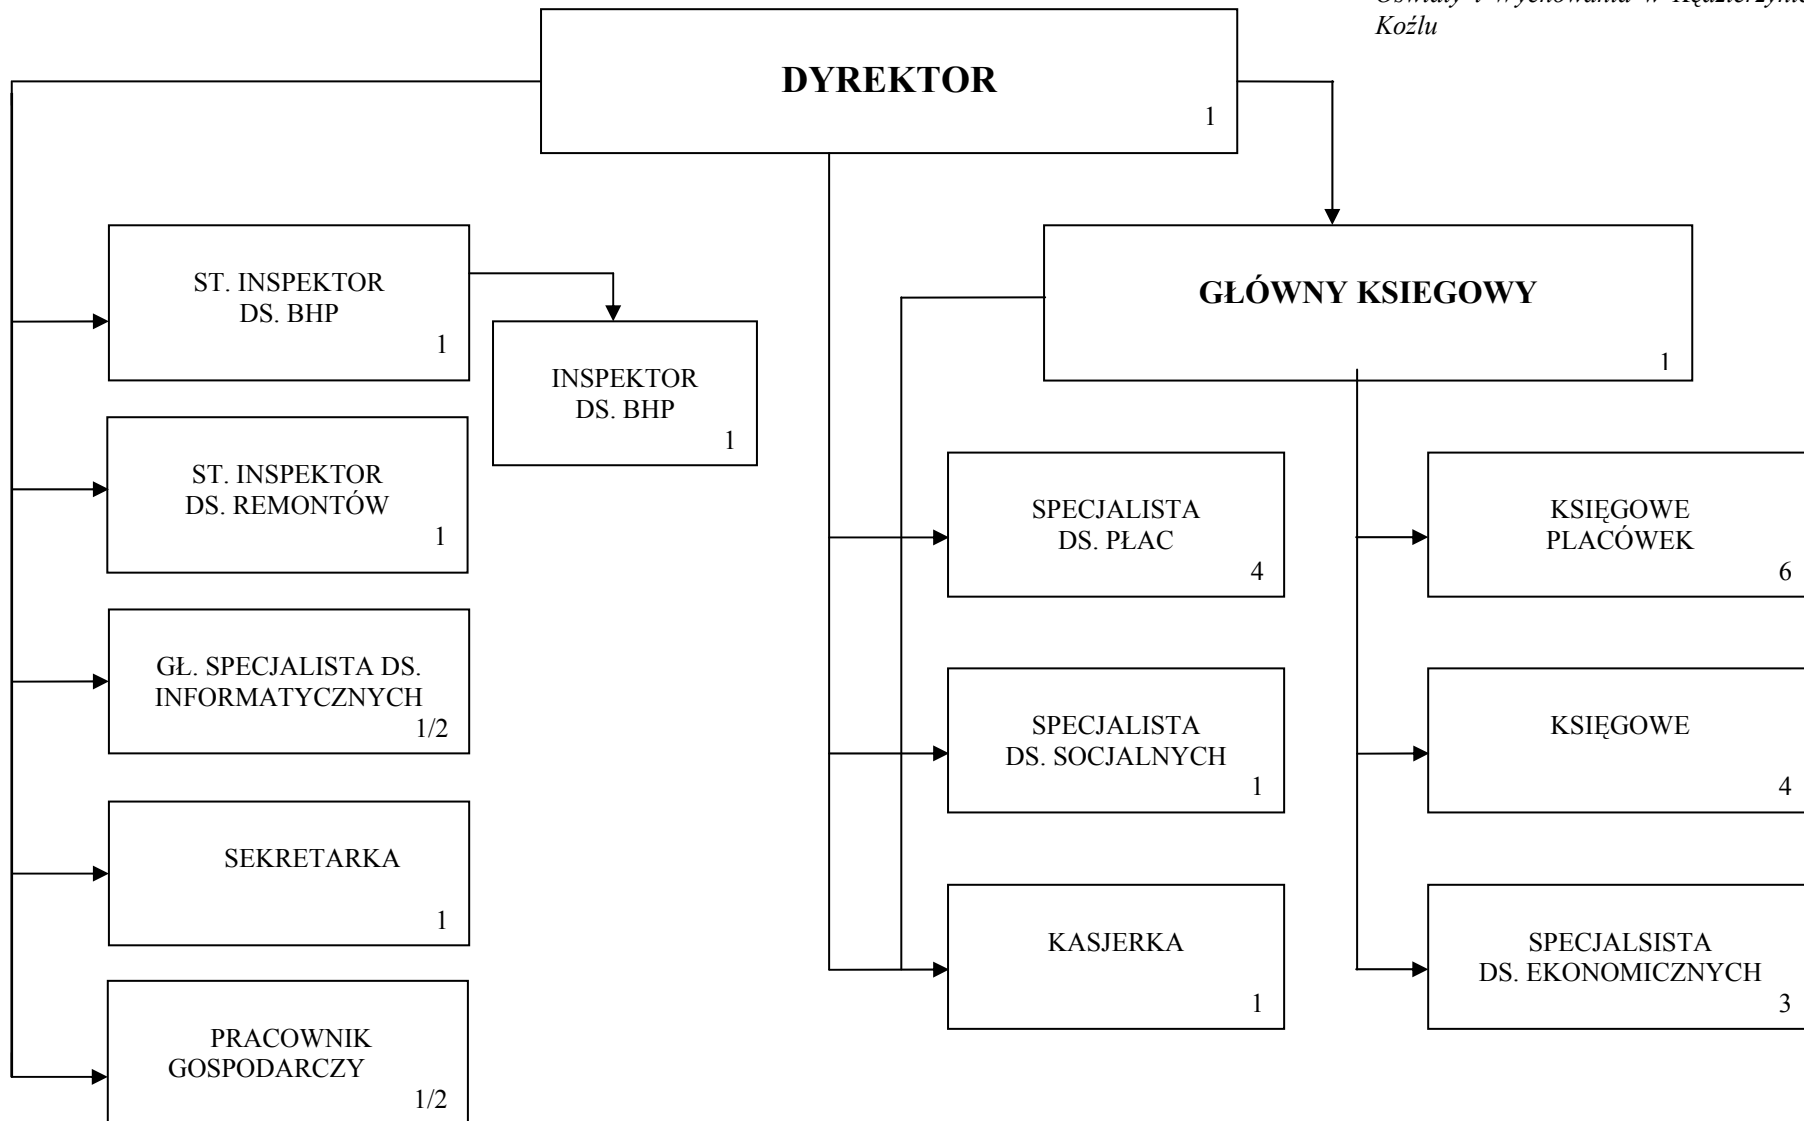 Oświaty i Wychowania w Kędzierzynie
Koźlu
DYREKTOR
1
ST. INSPEKTOR
DS. BHP
1
INSPEKTOR
DS. BHP
1
GŁÓWNY KSIEGOWY
1
ST. INSPEKTOR
DS. REMONTÓW
1
SPECJALISTA
DS. PŁAC
4
KSIĘGOWE
PLACÓWEK
6
GŁ. SPECJALISTA DS.
INFORMATYCZNYCH
1/2
SPECJALISTA
DS. SOCJALNYCH
1
KSIĘGOWE
4
SEKRETARKA
1
KASJERKA
1
SPECJALSISTA
DS. EKONOMICZNYCH
3
PRACOWNIK
GOSPODARCZY
1/2